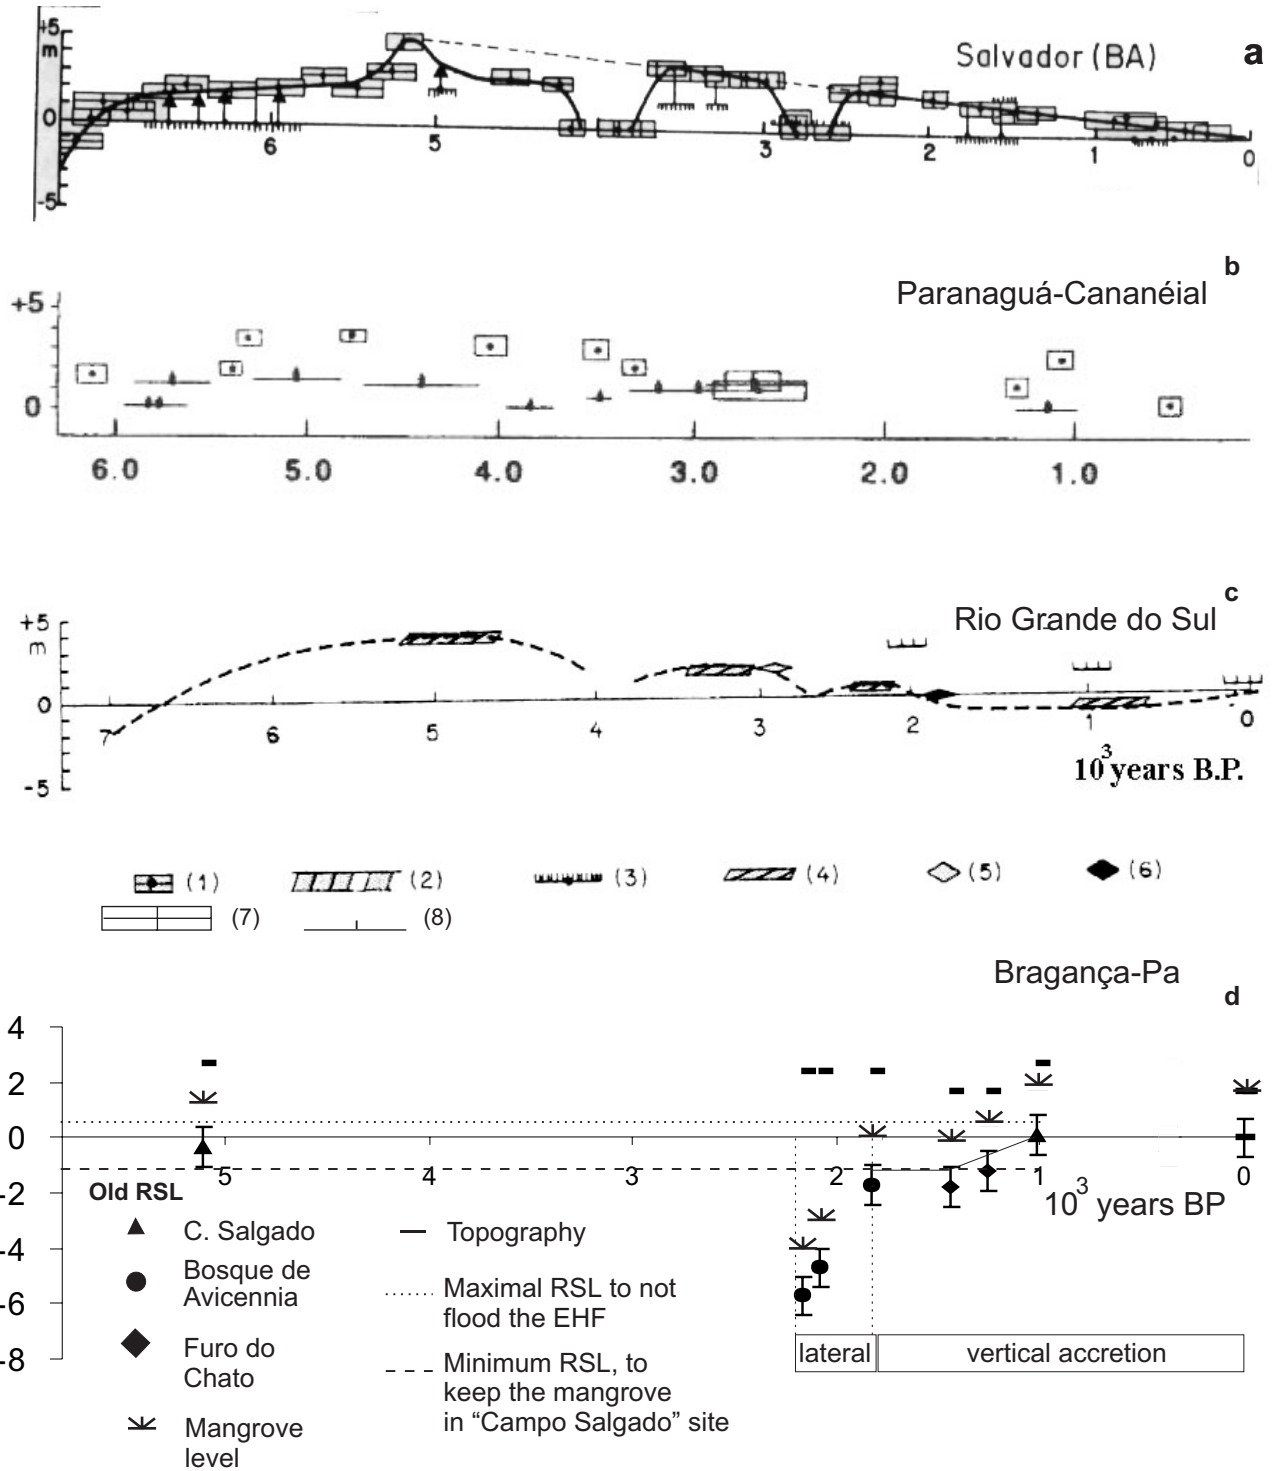 +5
m
Salvador (BA)
a
0
6
5
3
2
1
0
-5
b
Paranaguá-Cananéial
+5
0
6.0
5.0
4.0
3.0
2.0
1.0
c
+5
m
Rio Grande do Sul
0
7
6
5
4
3
2
1
0
10³years B.P.
-5
(1)
(2)
(3)
(4)
(5)
(6)
(7)
(8)
Bragança-Pa
d
4
2
0
5
4
3
2
1
0
-2
10³ years BP
Old RSL
C. Salgado
Topography
-4
Bosque de
Avicennia
Maximal RSL to not
flood the EHF
-6
Furo do
Chato
Minimum RSL, to
keep the mangrove
in “Campo Salgado” site
lateral
vertical accretion
-8
Mangrove
level